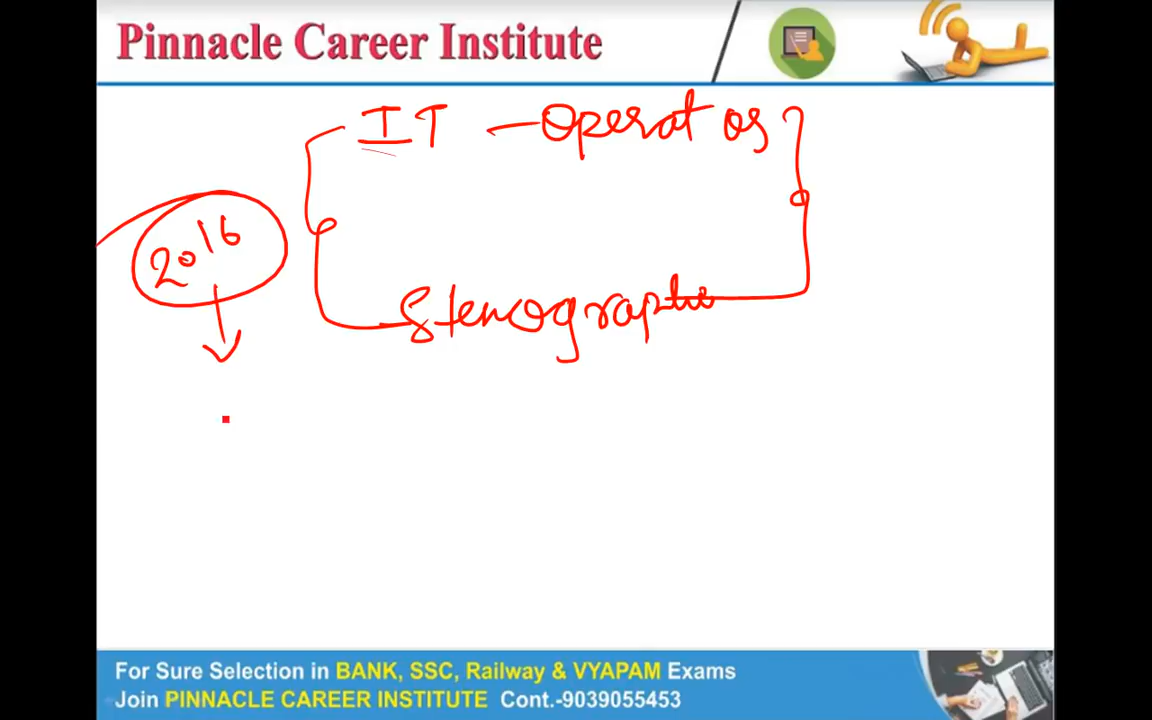 Pinnacle Career Institute
IT - Operator
2016
Stenographe
For Sure Selection in BANK, SSC, Railway & VYAPAM Exams
Join PINNACLE CAREER INSTITUTE Cont.-9039055453